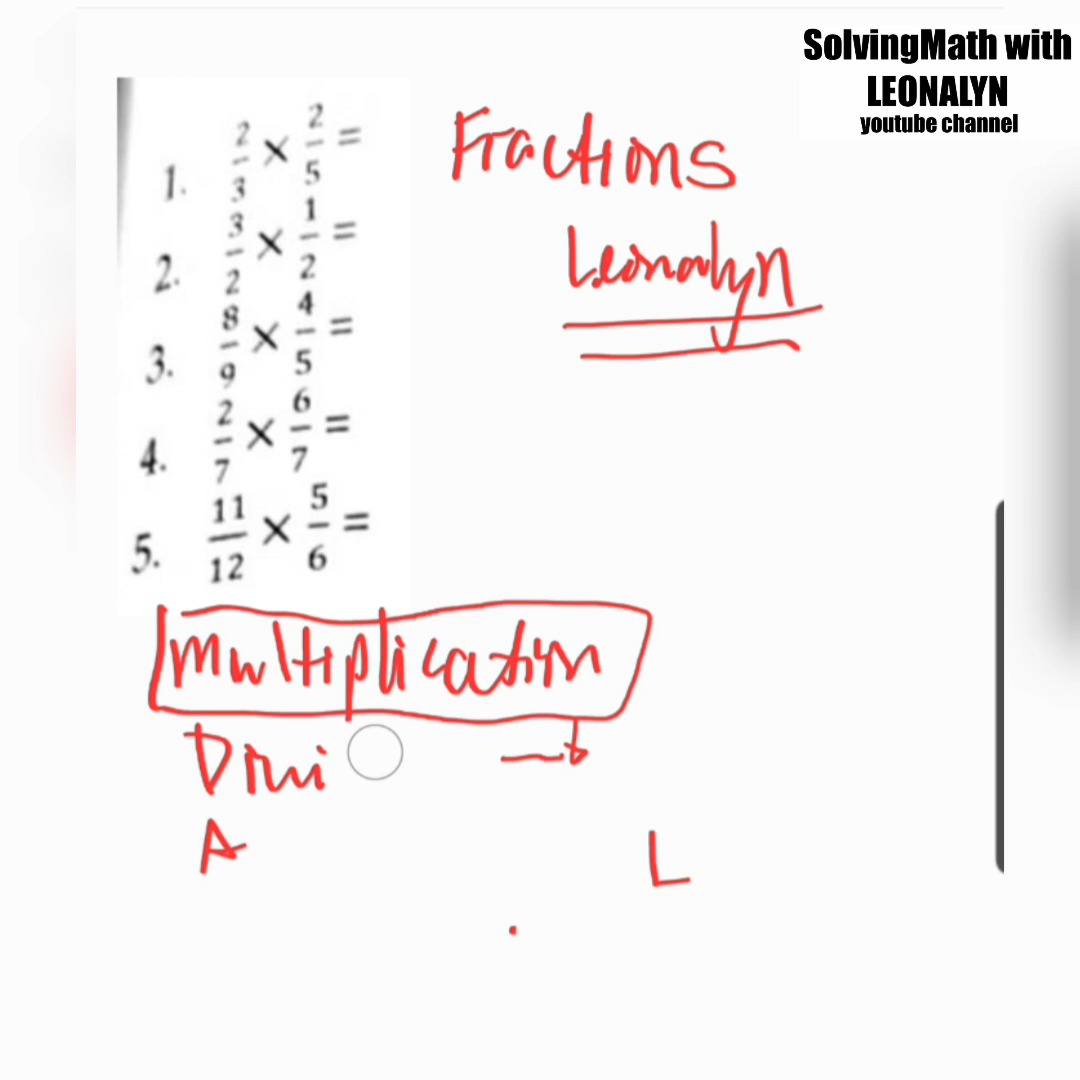 SolvingMath with
LEONALYN
youtube channel
Fractions
Leonalyn
1. 2/3 × 2/5 =
2. 3/2 × 1/2 =
3. 8/9 × 4/5 =
4. 2/7 × 6/7 =
5. 11/12 × 5/6 =
Multiplication
A
L